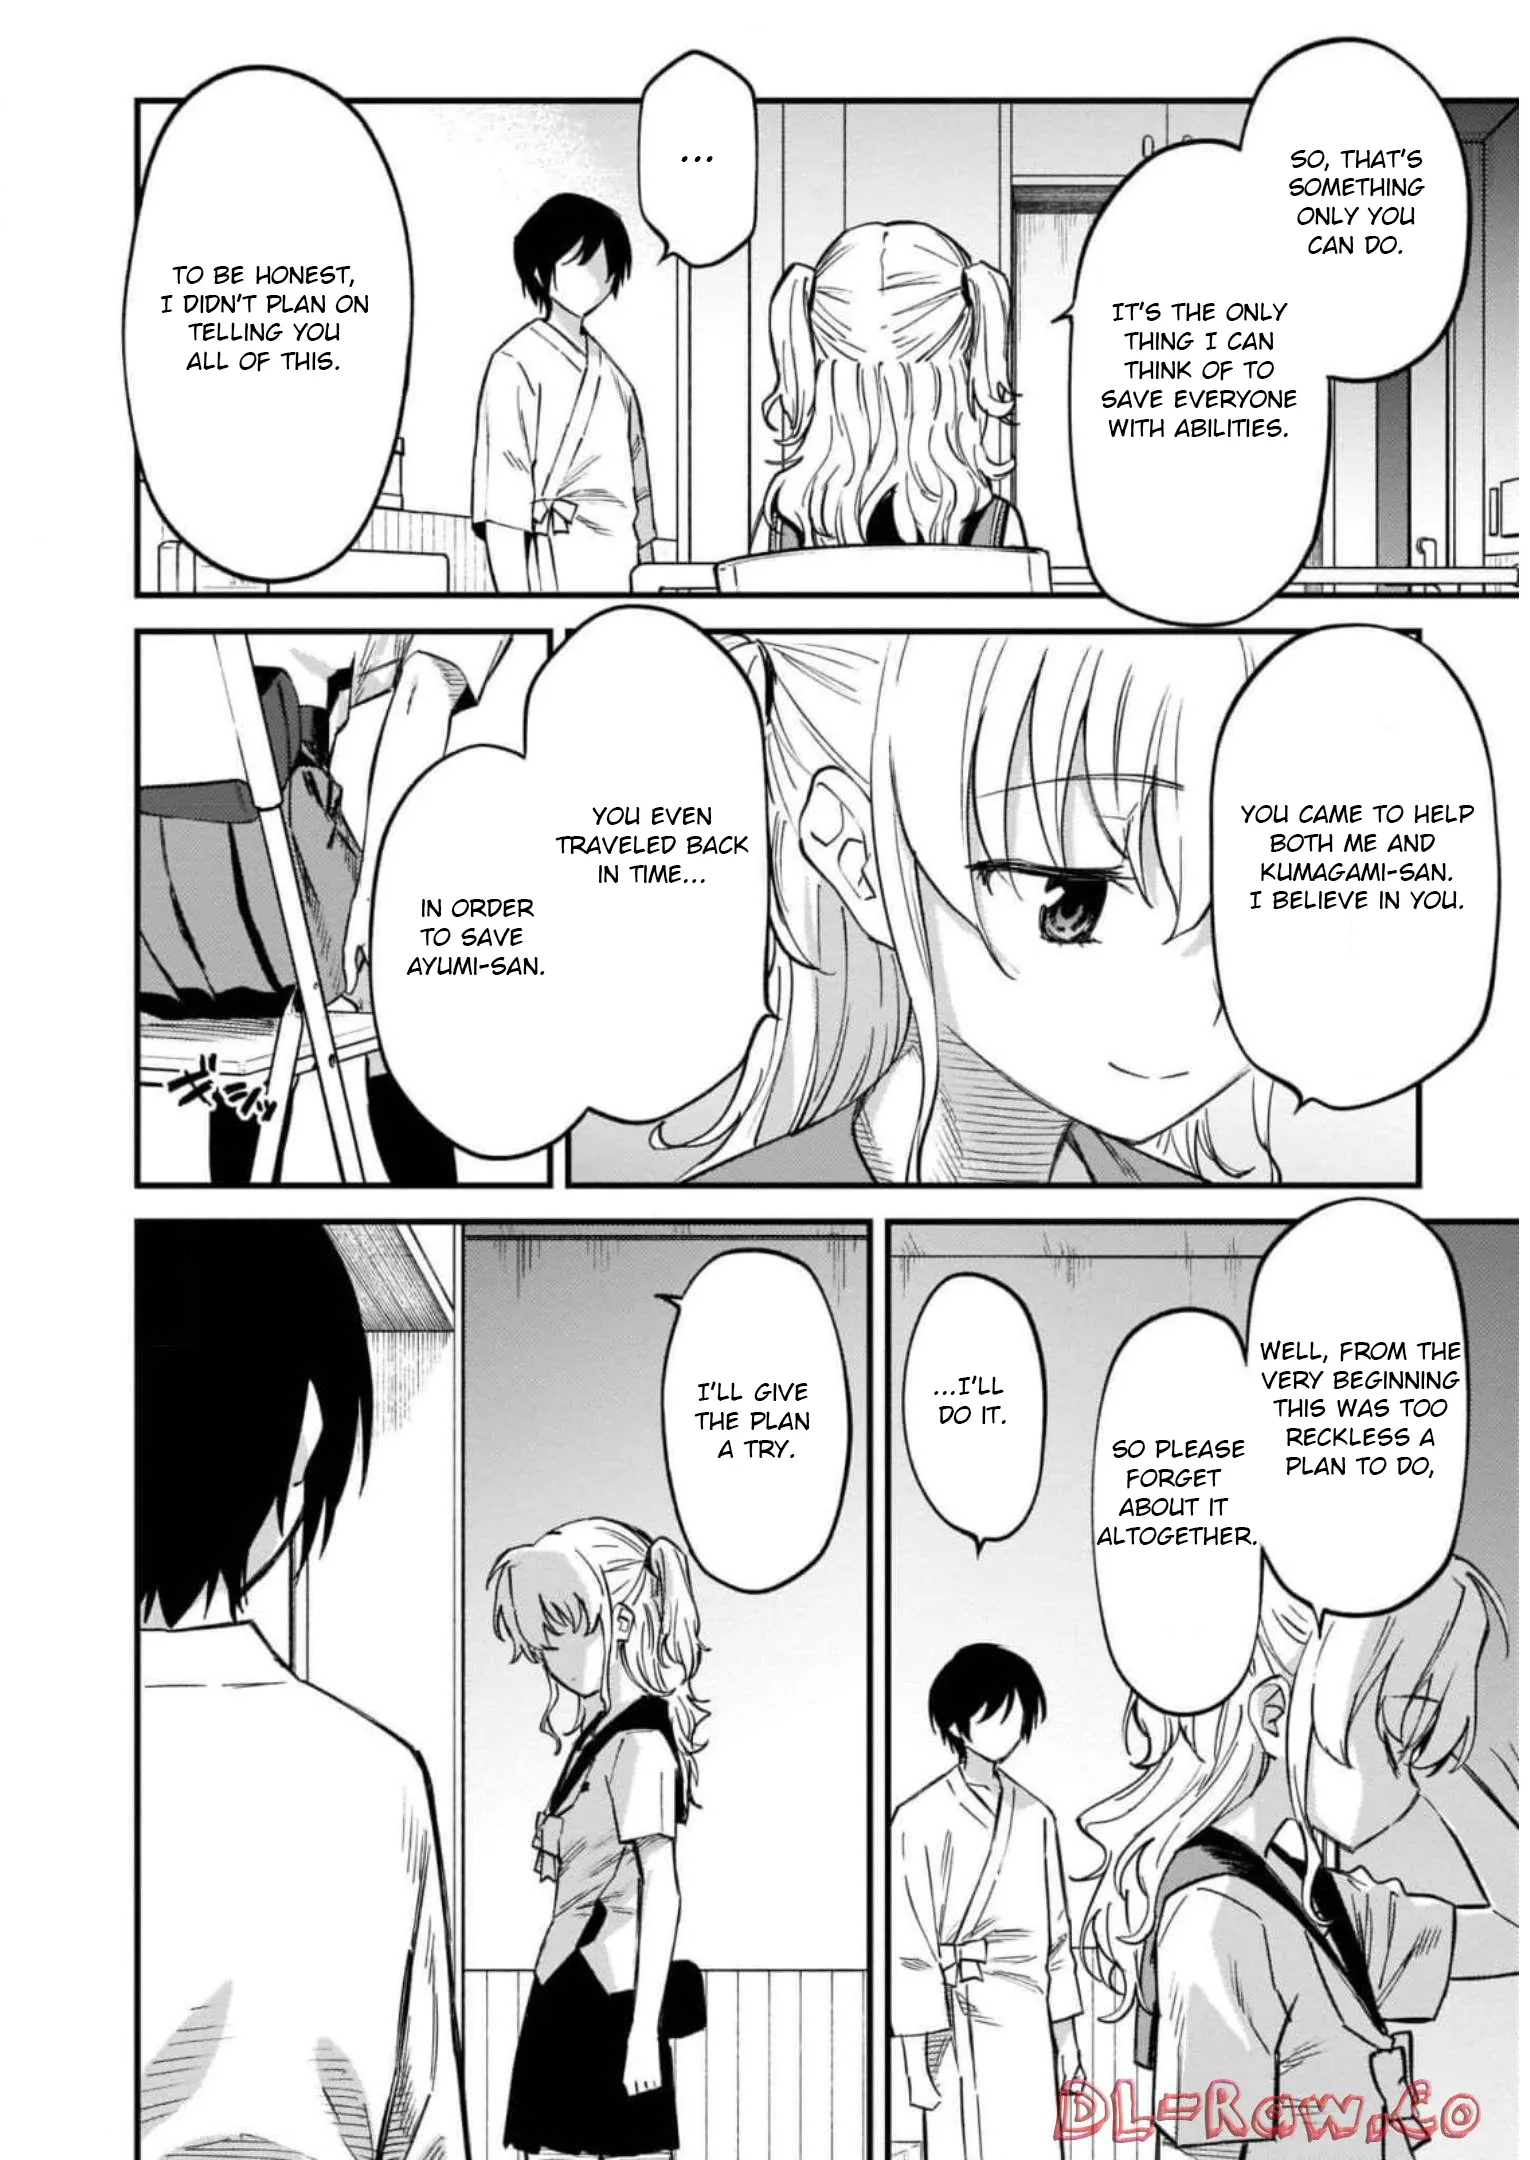 SO, THAT'S
SOMETHING
ONLY YOU
CAN DO.
IT'S THE ONLY
THING I CAN
THINK OF TO
SAVE EVERYONE
WITH ABILITIES.
...
TO BE HONEST,
I DIDN'T PLAN ON
TELLING YOU
ALL OF THIS.
YOU CAME TO HELP
BOTH ME AND
KUMAGAMI-SAN.
I BELIEVE IN YOU.
YOU EVEN
TRAVELED BACK
IN TIME...
IN ORDER
TO SAVE
AYUMI-SAN.
ギシッ
WELL, FROM THE
VERY BEGINNING
THIS WAS TOO
RECKLESS A
PLAN TO DO,
SO PLEASE
FORGET
ABOUT IT
ALTOGETHER.
...I'LL
DO IT.
I'LL GIVE
THE PLAN
A TRY.
DL=Raw.Co